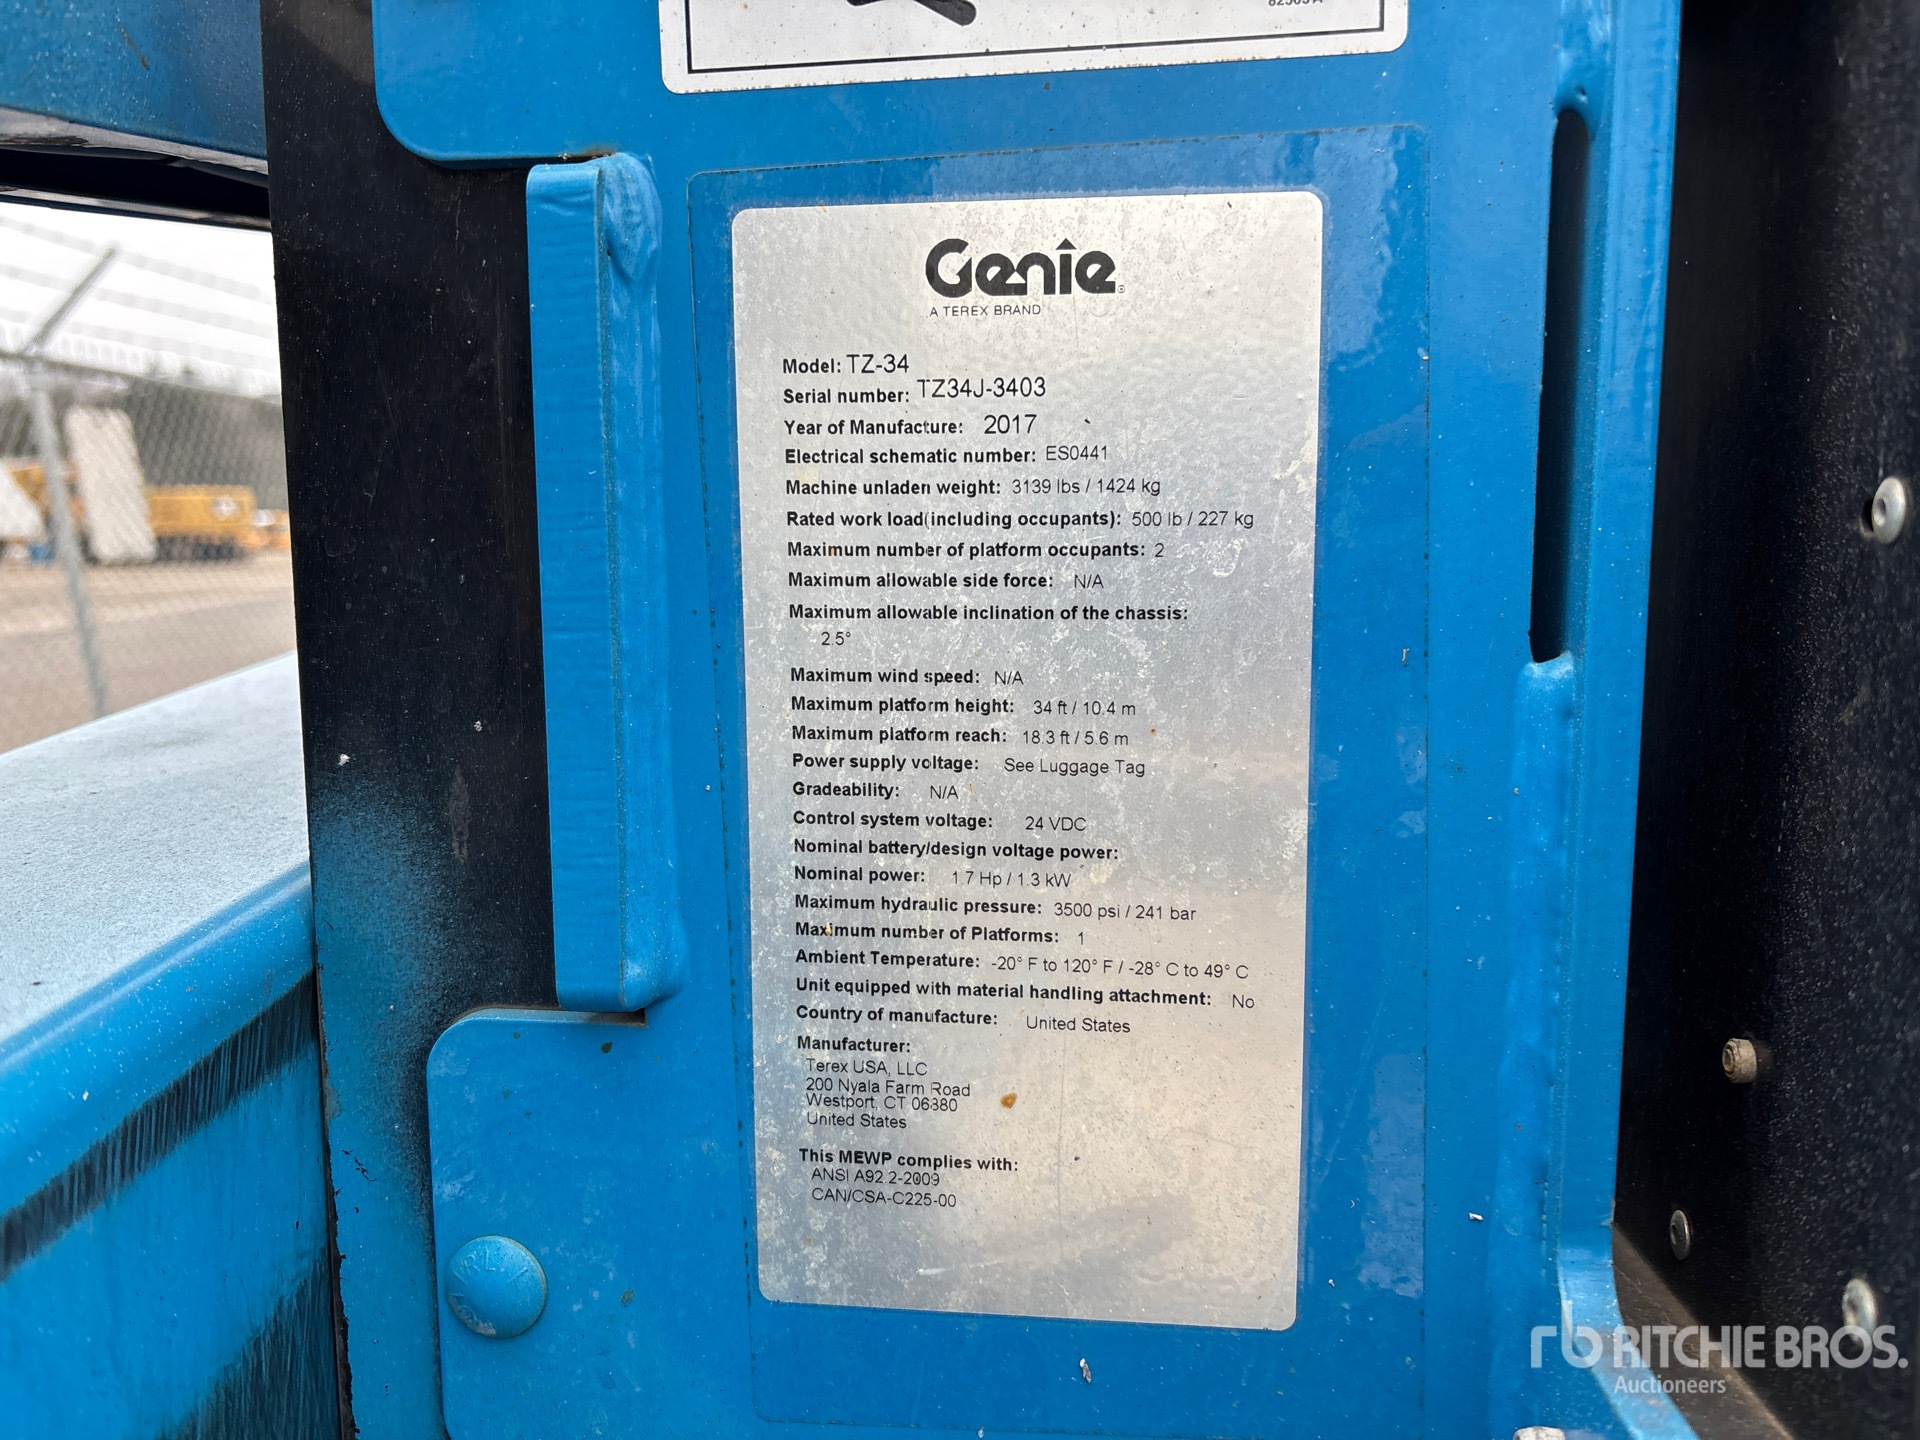 Genie
A TEREX BRAND
Model: TZ-34
Serial number: TZ34J-3403
Year of Manufacture: 2017
Electrical schematic number: ES0441
Machine unladen weight: 3139 lbs / 1424 kg
Rated work load(including occupants): 500 lb / 227 kg
Maximum number of platform occupants: 2
Maximum allowable side force: N/A
Maximum allowable inclination of the chassis:
2.5°
Maximum wind speed: N/A
Maximum platform height: 34 ft / 10.4 m
Maximum platform reach: 18.3 ft / 5.6 m
Power supply voltage: See Luggage Tag
Gradeability: N/A
Control system voltage: 24 VDC
Nominal battery/design voltage power:
Nominal power: 1.7 Hp / 1.3 kW
Maximum hydraulic pressure: 3500 psi / 241 bar
Maximum number of Platforms: 1
Ambient Temperature: -20° F to 120° F / -28° C to 49° C
Unit equipped with material handling attachment: No
Country of manufacture: United States
Manufacturer:
Terex USA, LLC
200 Nyala Farm Road
Westport, CT 06880
United States
This MEWP complies with:
ANSI A92.2-2009
CAN/CSA-C225-00
rb RITCHIE BROS.
Auctioneers